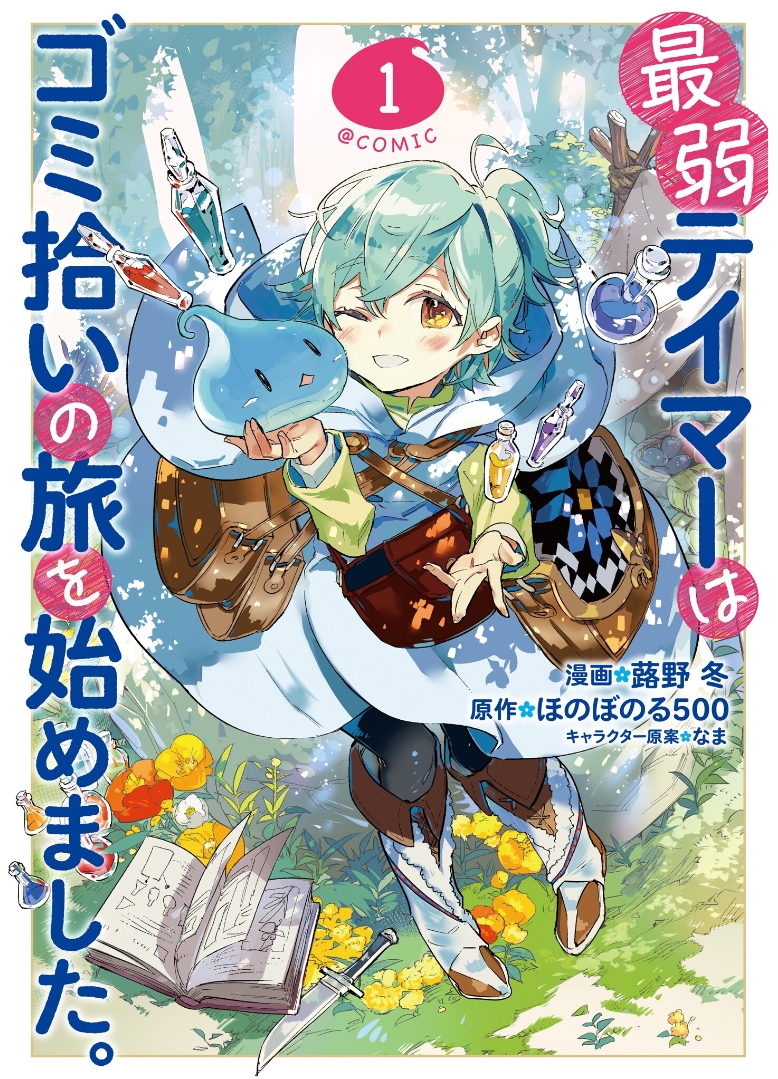 最弱テイマーは
ゴミ拾いの旅を始めました。
1
@COMIC
漫画✿蕗野 冬
原作✿ほのぼのる500
キャラクター原案✿なま